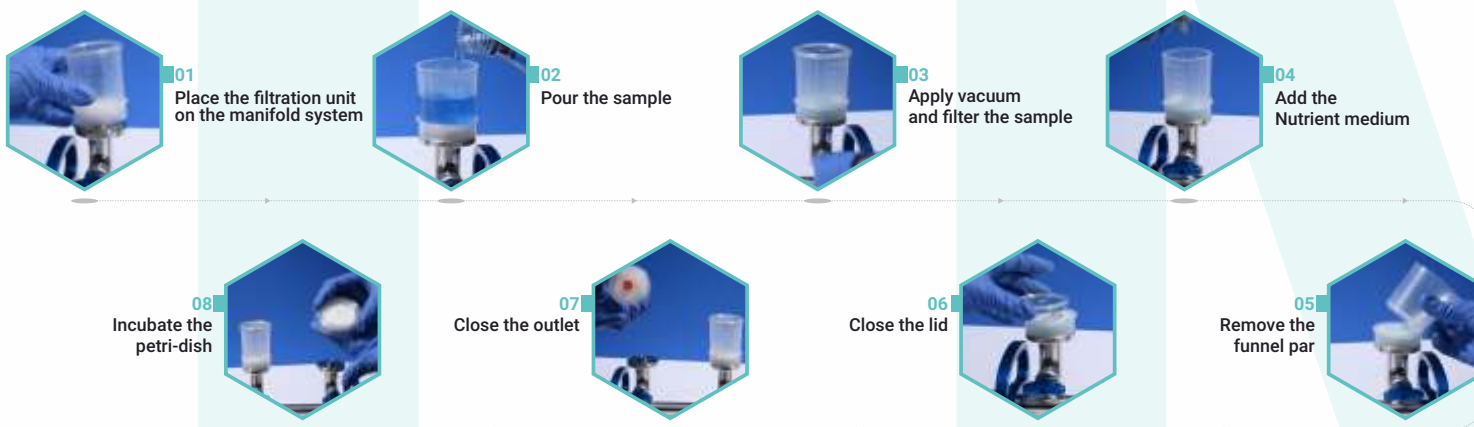 01
Place the filtration unit
on the manifold system
02
Pour the sample
03
Apply vacuum
and filter the sample
04
Add the
Nutrient medium
05
Remove the
funnel par
06
Close the lid
07
Close the outlet
08
Incubate the
petri-dish